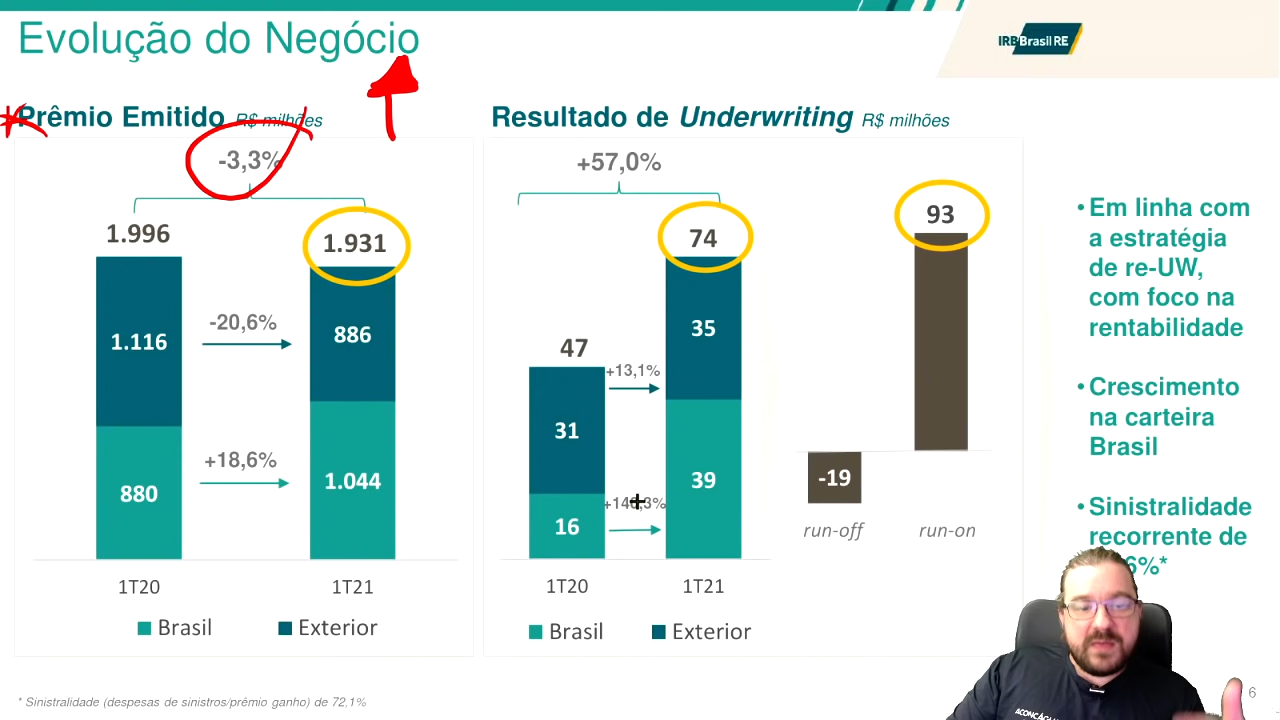 Evolução do Negócio
IRB Brasil RE
Prêmio Emitido R$ milhões
-3,3%
1.996
1.931
1.116
-20,6%
886
880
+18,6%
1.044
1T20
1T21
Brasil
Exterior
Resultado de Underwriting R$ milhões
+57,0%
47
74
31
+13,1%
35
16
39
1T20
1T21
Brasil
Exterior
93
-19
run-off
run-on
• Em linha com
a estratégia
de re-UW,
com foco na
rentabilidade
• Crescimento
na carteira
Brasil
• Sinistralidade
recorrente de
6%*
* Sinistralidade (despesas de sinistros/prêmio ganho) de 72,1%
6